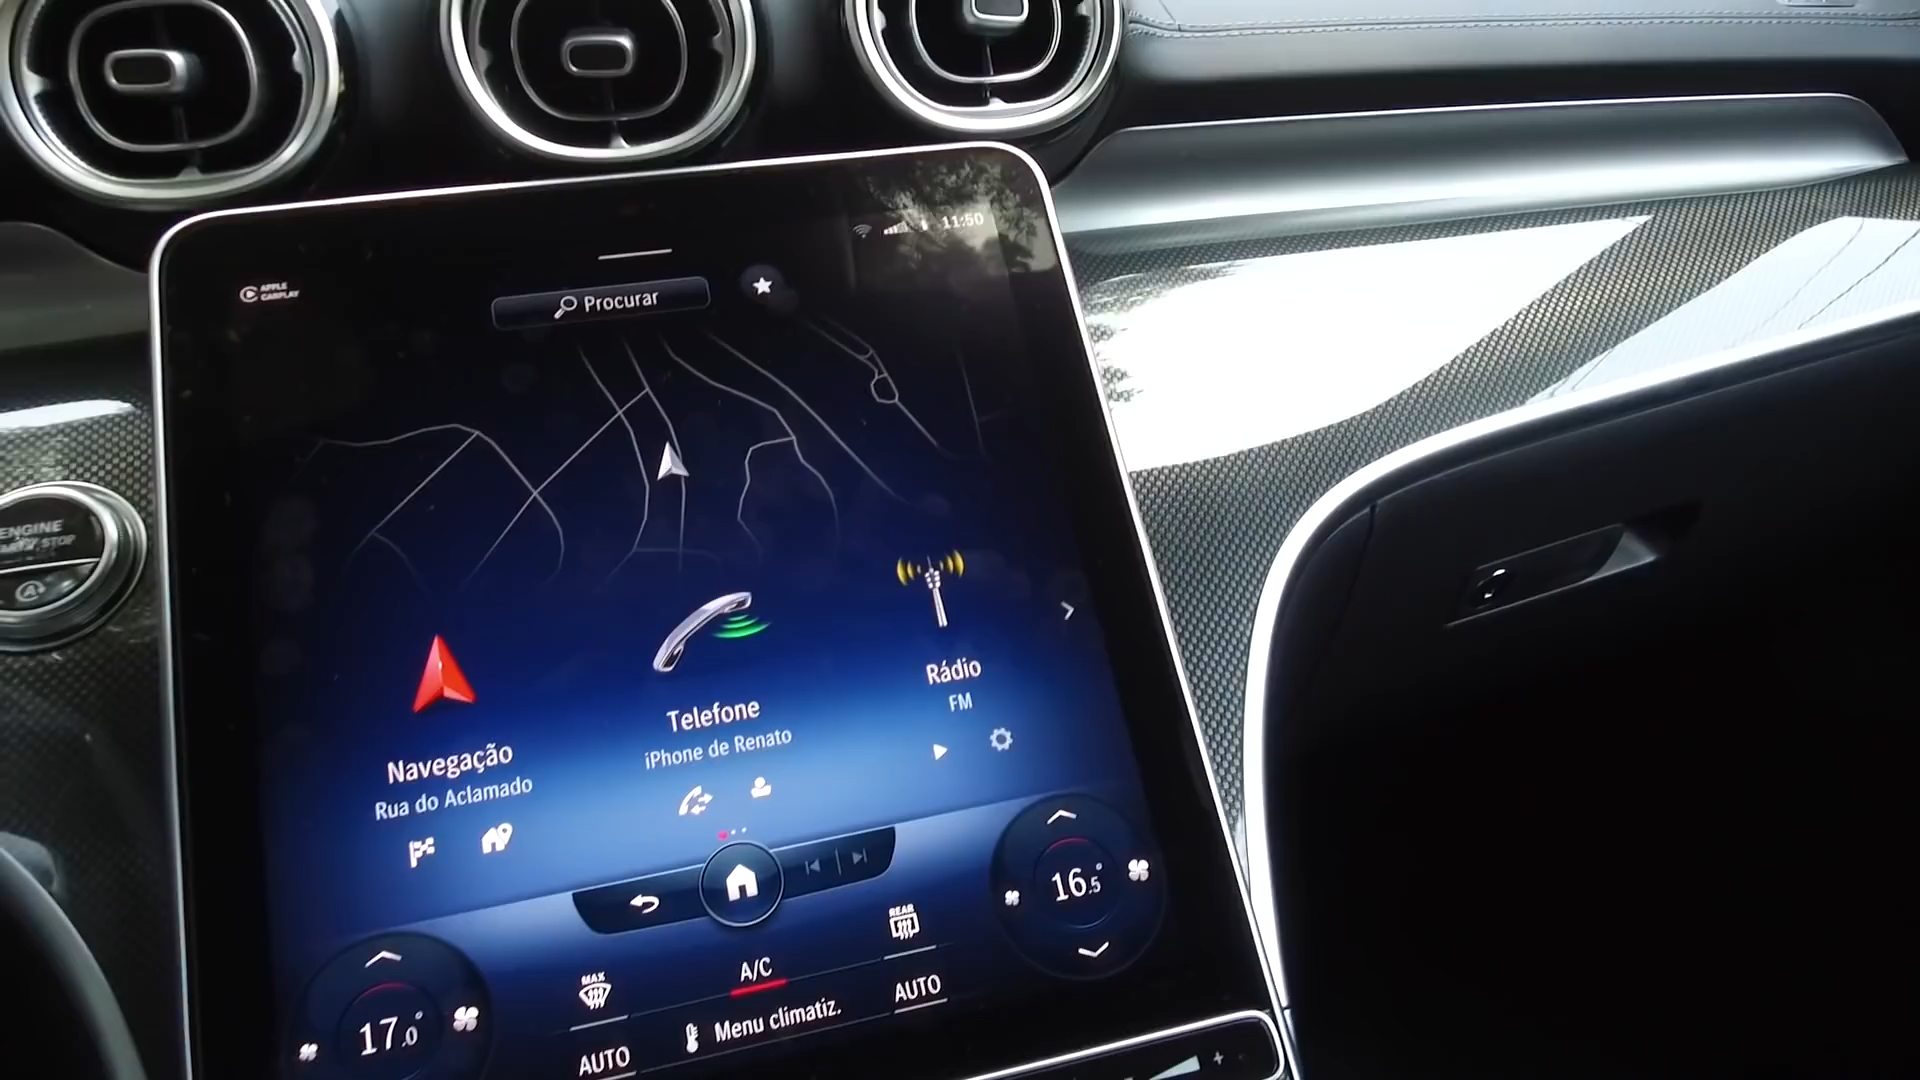 11:50
APPLE
CARPLAY
Procurar
ENGINE
START STOP
A
Rádio
FM
Telefone
iPhone de Renato
Navegação
Rua do Aclamado
16.5°
REAR
MAX
A/C
AUTO
17.0°
Menu climatiz.
AUTO
+